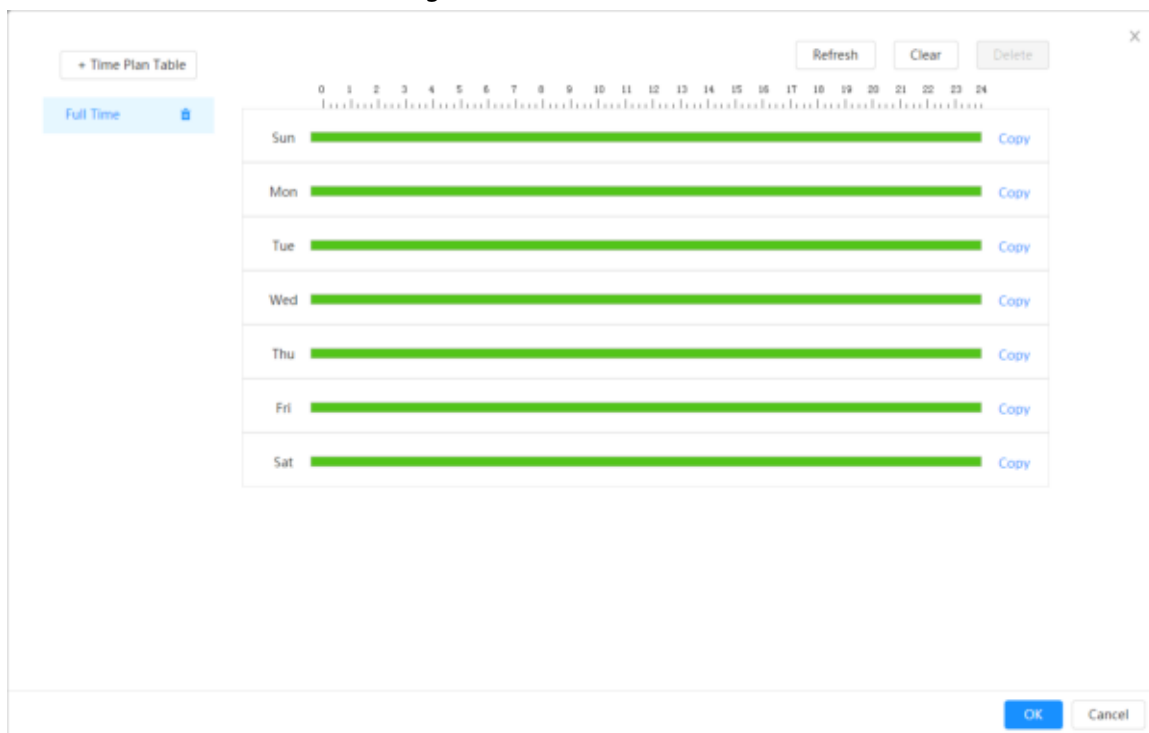 × 
+ Time Plan Table
Refresh Clear Delete
0 1 2 3 4 5 6 7 8 9 10 11 12 13 14 15 16 17 18 19 20 21 22 23 24
Full Time
Sun Copy
Mon Copy
Tue Copy
Wed Copy
Thu Copy
Fri Copy
Sat Copy
OK Cancel